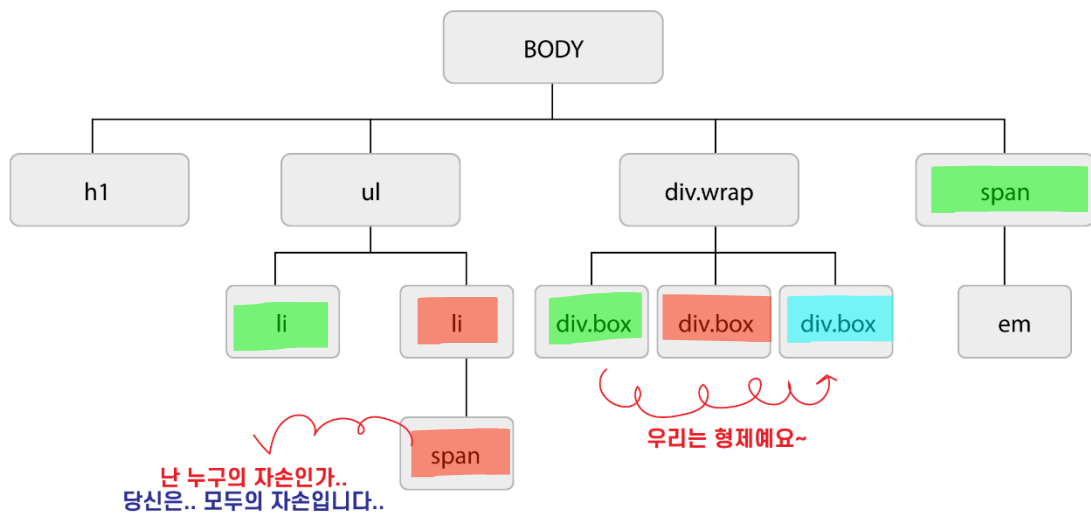 BODY
h1
ul
div.wrap
span
li
li
div.box
div.box
div.box
em
우리는 형제예요~
span
난 누구의 자손인가..
당신은.. 모두의 자손입니다..